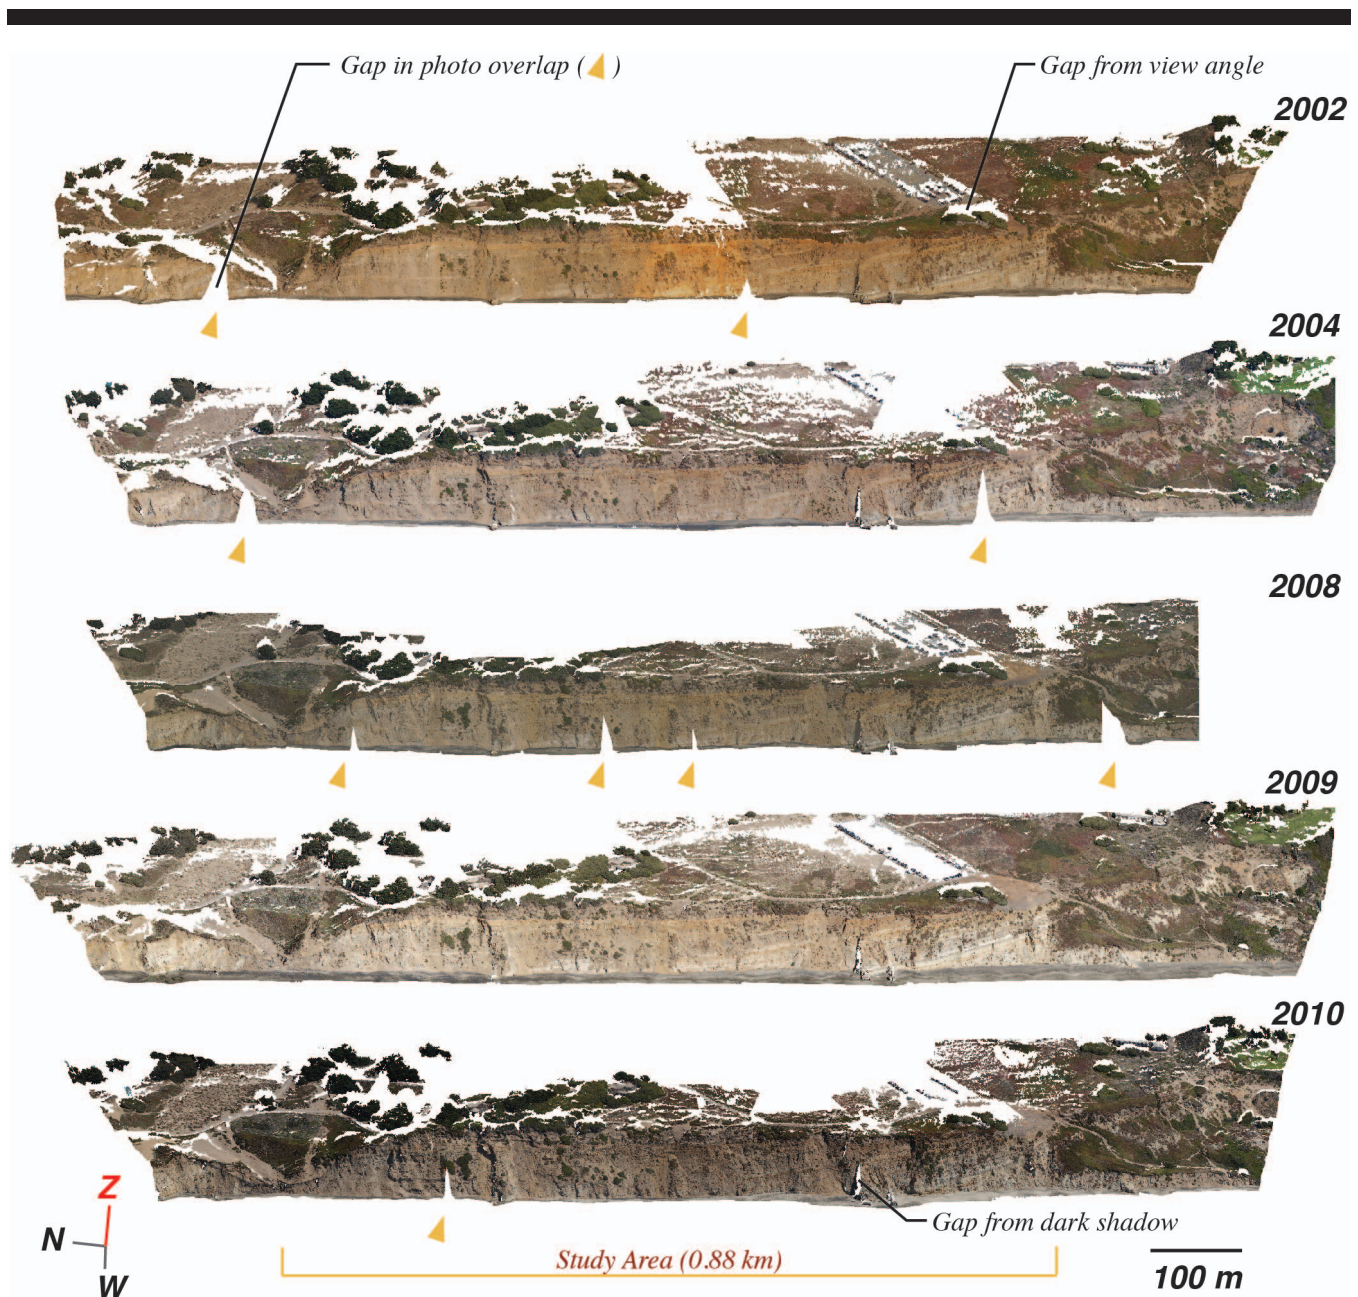 Gap in photo overlap ( )
Gap from view angle
2002
2004
2008
2009
2010
Gap from dark shadow
Z
N
W
Study Area (0.88 km)
100 m